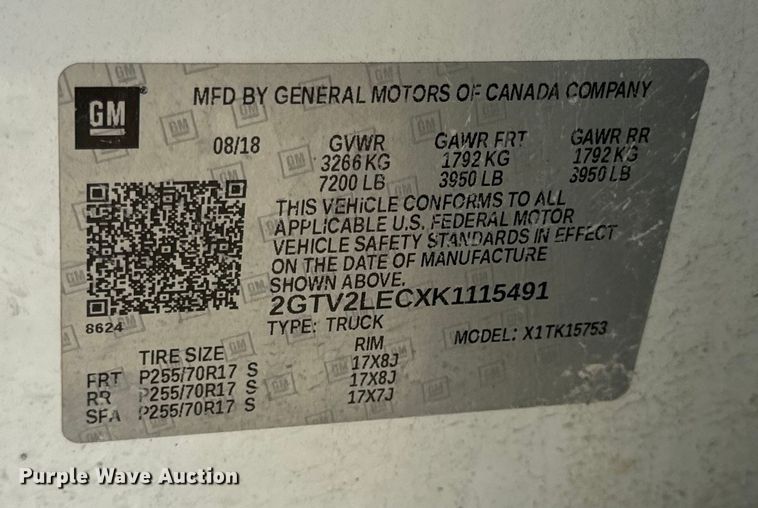 GM
MFD BY GENERAL MOTORS OF CANADA COMPANY
08/18 GVWR GAWR FRT GAWR RR
3266 KG 1792 KG 1792 KG
7200 LB 3950 LB 3950 LB
THIS VEHICLE CONFORMS TO ALL
APPLICABLE U.S. FEDERAL MOTOR
VEHICLE SAFETY STANDARDS IN EFFECT
ON THE DATE OF MANUFACTURE
SHOWN ABOVE.
8624
2GTV2LECXK1115491
TYPE: TRUCK MODEL: X1TK15753
TIRE SIZE RIM
FRT P255/70R17 S 17X8J
RR P255/70R17 S 17X8J
SFA P255/70R17 S 17X7J
Purple Wave Auction